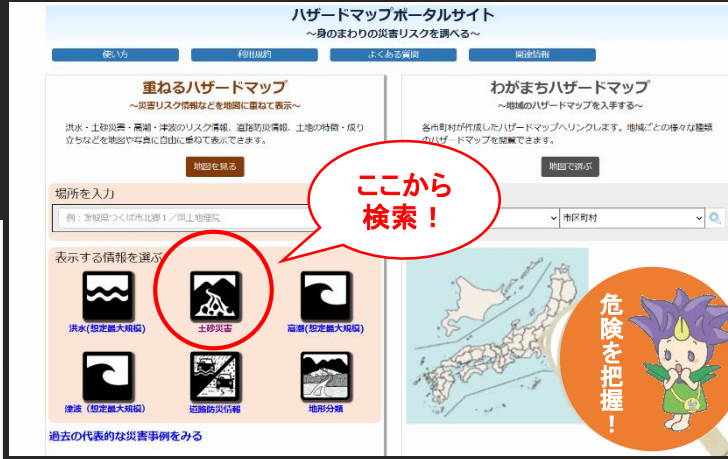 ハザードマップポータルサイト
～身のまわりの災害リスクを調べる～
使い方
利用規約
よくある質問
関連情報
重ねるハザードマップ
～災害リスク情報などを地図に重ねて表示～
洪水・土砂災害・高潮・津波のリスク情報、道路防災情報、土地の特徴・成り
立ちなどを地図や写真に自由に重ねて表示できます。
地図を見る
場所を入力
例：茨城県つくば市北郷1／国土地理院
表示する情報を選ぶ
洪水(想定最大規模)
土砂災害
高潮(想定最大規模)
津波（想定最大規模）
道路防災情報
地形分類
過去の代表的な災害事例をみる
ここから
検索！
わがまちハザードマップ
～地域のハザードマップを入手する～
各市町村が作成したハザードマップへリンクします。地域ごとの様々な種類
のハザードマップを閲覧できます。
地図で選ぶ
市区町村
危険を把握！